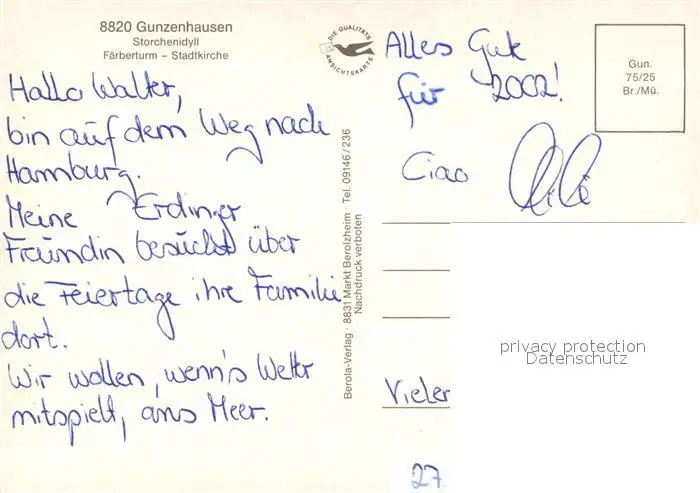 8820 Gunzenhausen
Storchenidyll
Färberturm – Stadtkirche
Hallo Walter,
bin auf dem Weg nach
Hamburg.
Meine Erdinger
Freundin besucht über
die Feiertage ihre Familie
dort.
Wir wollen, wenn's Wetter
mitspielt, ans Meer.
Berola-Verlag · 8831 Markt Berolzheim · Tel. 09146/236
Nachdruck verboten
DIE QUALITÄTS
ANSICHTSKARTE
Alles Gute
für 2002!
Ciao
Gun.
75/25
Br./Mü.
privacy protection
Datenschutz
Vieler
27